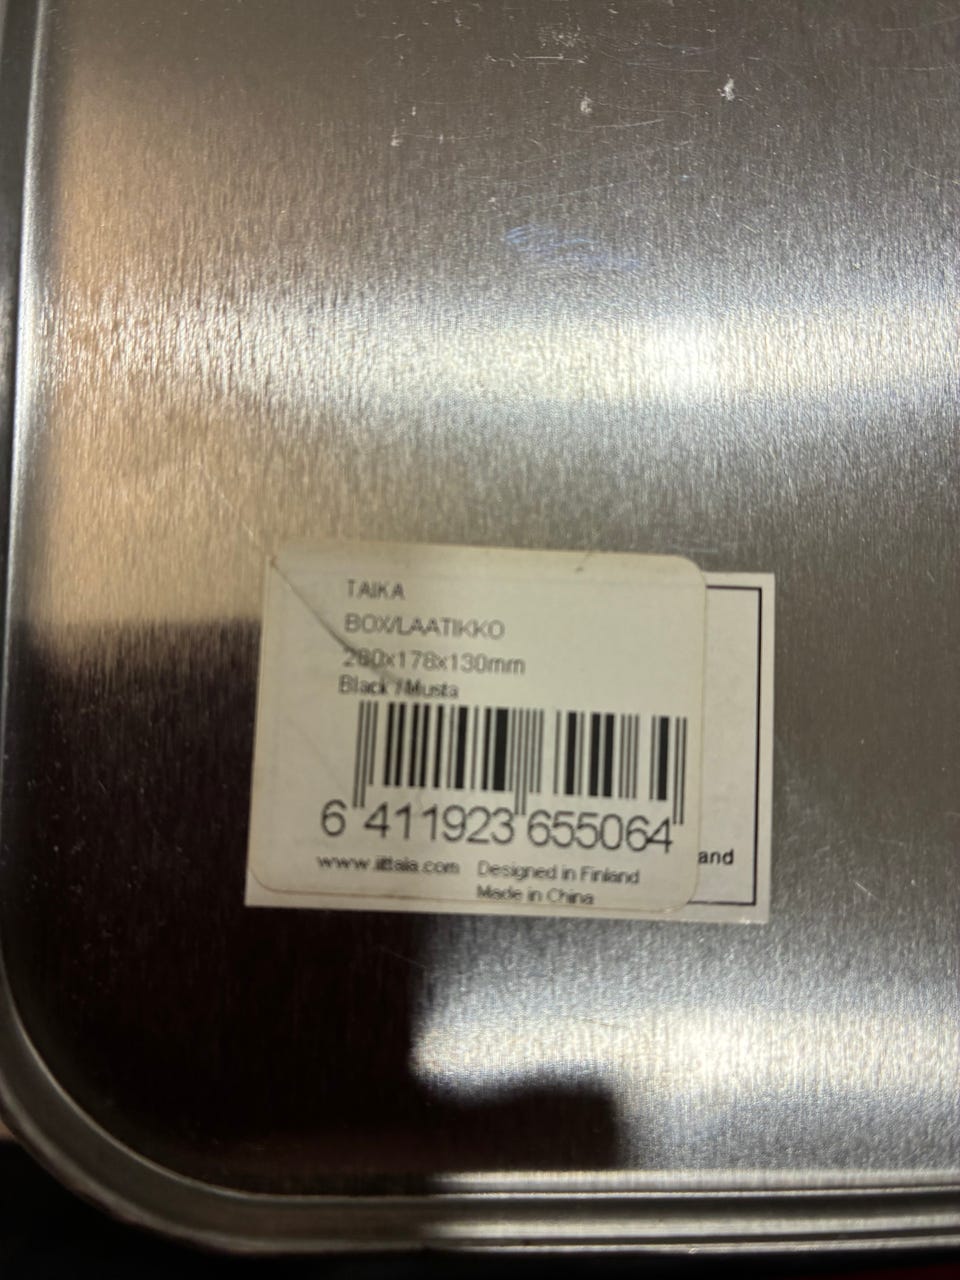 TAIKA
BOX/LAATIKKO
280x178x130mm
Black / Musta
6 411923 655064
and
www.iittala.com Designed in Finland
Made in China